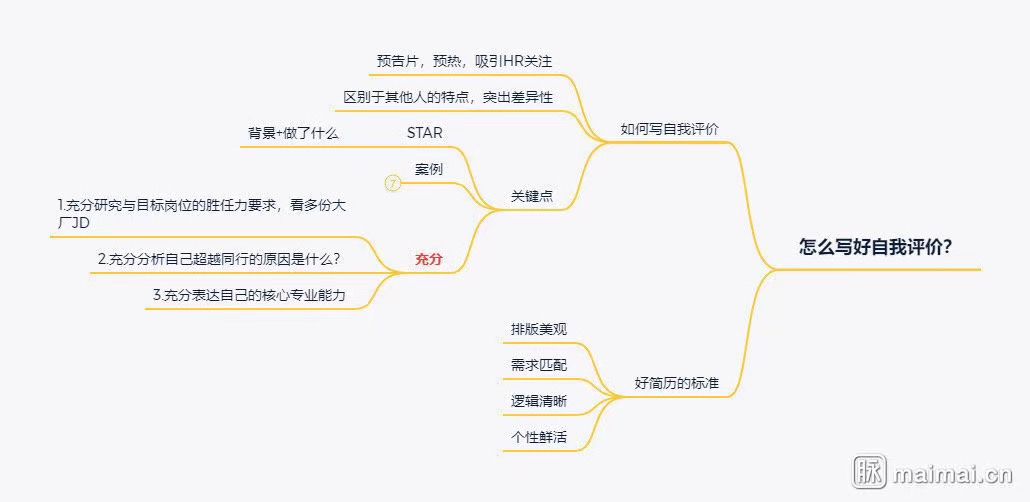 预告片，预热，吸引HR关注
区别于其他人的特点，突出差异性
如何写自我评价
背景+做了什么
STAR
案例
7
关键点
1.充分研究与目标岗位的胜任力要求，看多份大
厂JD
2.充分分析自己超越同行的原因是什么？
充分
3.充分表达自己的核心专业能力
怎么写好自我评价？
排版美观
需求匹配
好简历的标准
逻辑清晰
个性鲜活
脉 maimai.cn